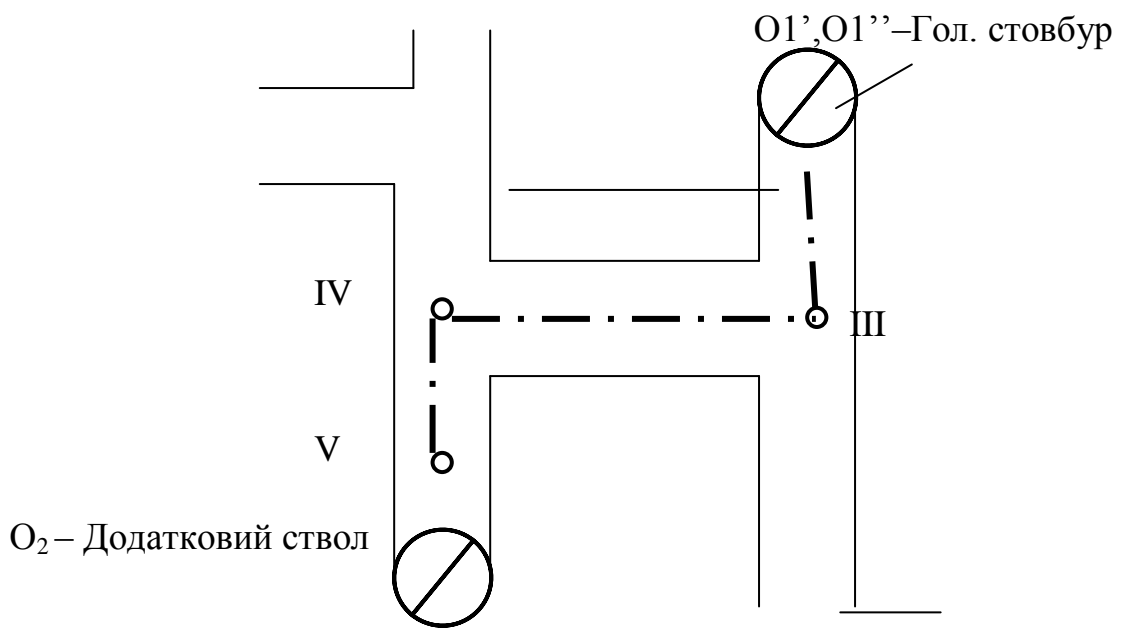 O1’,O1’’–Гол. стовбур
IV
III
V
O₂ – Додатковий ствол